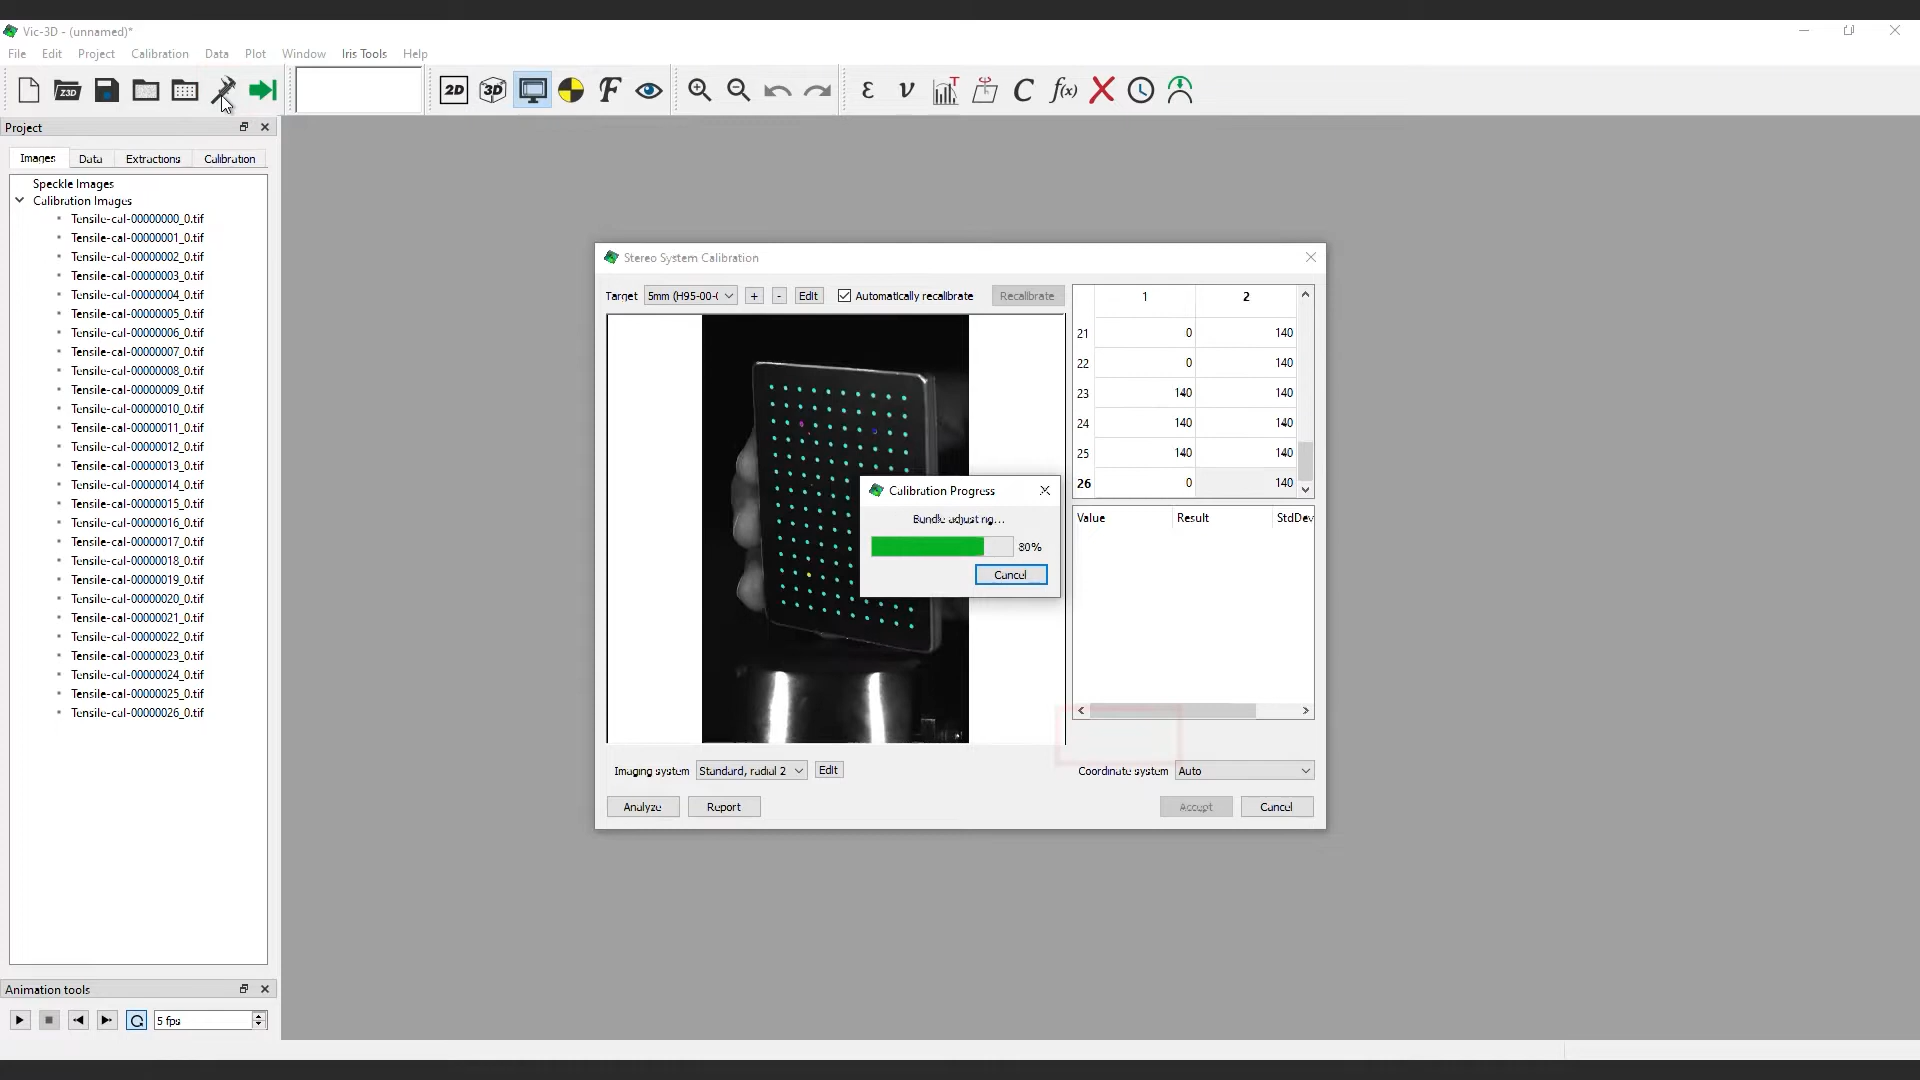 Vic-3D - (unnamed)*
File Edit Project Calibration Data Plot Window Iris Tools Help
Z3D 2D 3D F ε ν T C f(x)
Project
Images Data Extractions Calibration
Speckle Images
Calibration Images
Tensile-cal-00000000_0.tif
Tensile-cal-00000001_0.tif
Tensile-cal-00000002_0.tif
Tensile-cal-00000003_0.tif
Tensile-cal-00000004_0.tif
Tensile-cal-00000005_0.tif
Tensile-cal-00000006_0.tif
Tensile-cal-00000007_0.tif
Tensile-cal-00000008_0.tif
Tensile-cal-00000009_0.tif
Tensile-cal-00000010_0.tif
Tensile-cal-00000011_0.tif
Tensile-cal-00000012_0.tif
Tensile-cal-00000013_0.tif
Tensile-cal-00000014_0.tif
Tensile-cal-00000015_0.tif
Tensile-cal-00000016_0.tif
Tensile-cal-00000017_0.tif
Tensile-cal-00000018_0.tif
Tensile-cal-00000019_0.tif
Tensile-cal-00000020_0.tif
Tensile-cal-00000021_0.tif
Tensile-cal-00000022_0.tif
Tensile-cal-00000023_0.tif
Tensile-cal-00000024_0.tif
Tensile-cal-00000025_0.tif
Tensile-cal-00000026_0.tif
Animation tools
5 fps
Stereo System Calibration
Target 5mm (H95-00-( + - Edit Automatically recalibrate Recalibrate
1 2
21 0 140
22 0 140
23 140 140
24 140 140
25 140 140
26 0 140
Value Result StdDev
Calibration Progress
Bundle adjusting...
80%
Cancel
Imaging system Standard, radial 2 Edit
Coordinate system Auto
Analyze Report Accept Cancel